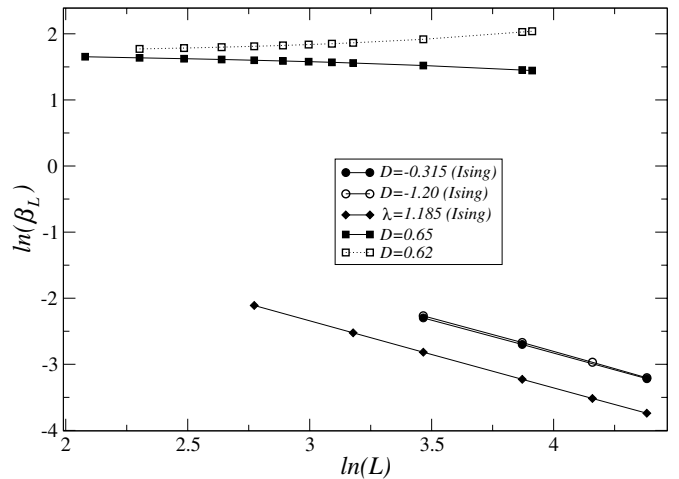 2
1
0
-1
-2
-3
-4
ln(β_L)
D=-0.315 (Ising)
D=-1.20 (Ising)
λ=1.185 (Ising)
D=0.65
D=0.62
2 2.5 3 3.5 4
ln(L)